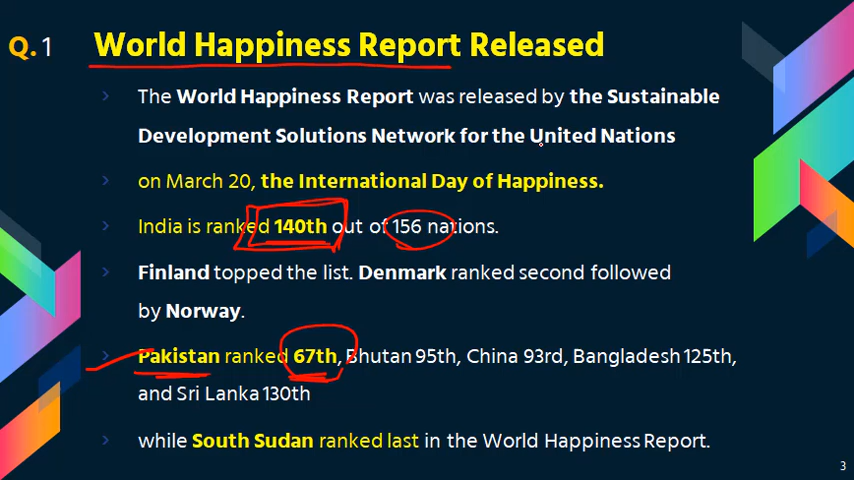 Q.1 World Happiness Report Released
› The World Happiness Report was released by the Sustainable
Development Solutions Network for the United Nations
› on March 20, the International Day of Happiness.
› India is ranked 140th out of 156 nations.
› Finland topped the list. Denmark ranked second followed
by Norway.
› Pakistan ranked 67th, Bhutan 95th, China 93rd, Bangladesh 125th,
and Sri Lanka 130th
› while South Sudan ranked last in the World Happiness Report.
3